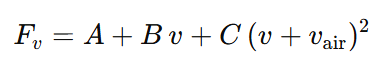 F_v = A + B v + C (v + v_air)^2